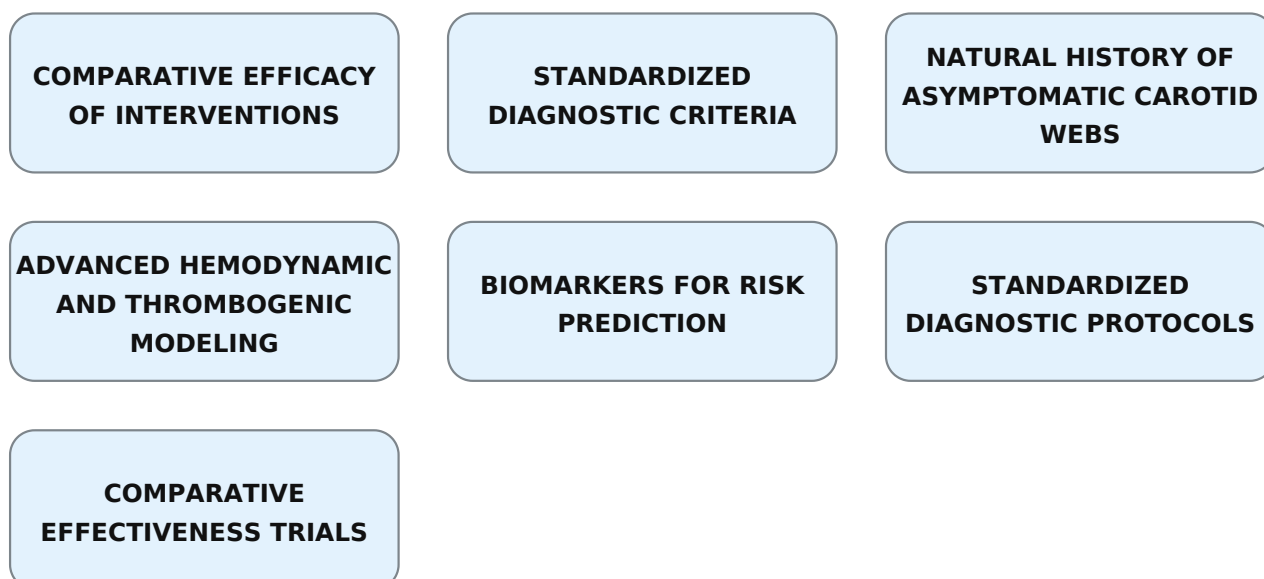 COMPARATIVE EFFICACY
OF INTERVENTIONS
STANDARDIZED
DIAGNOSTIC CRITERIA
NATURAL HISTORY OF
ASYMPTOMATIC CAROTID
WEBS
ADVANCED HEMODYNAMIC
AND THROMBOGENIC
MODELING
BIOMARKERS FOR RISK
PREDICTION
STANDARDIZED
DIAGNOSTIC PROTOCOLS
COMPARATIVE
EFFECTIVENESS TRIALS